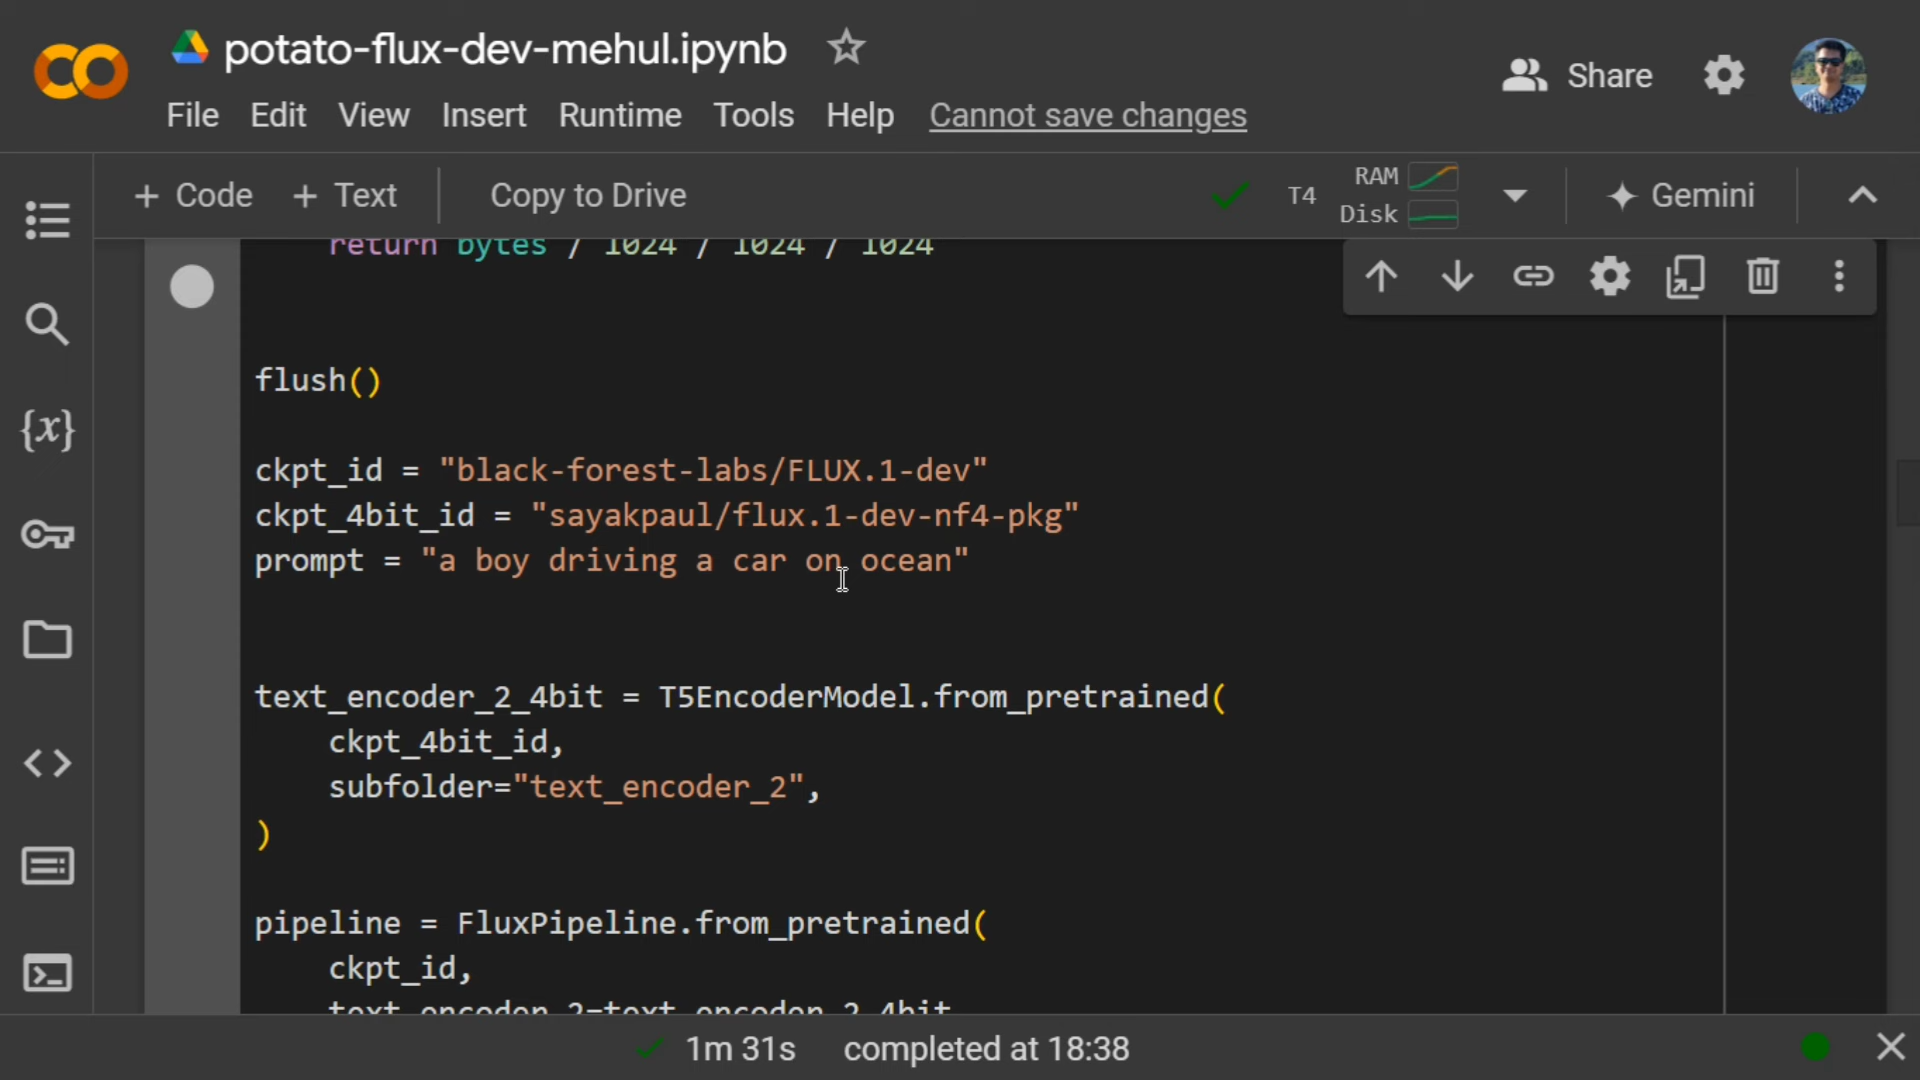 potato-flux-dev-mehul.ipynb
Share
File Edit View Insert Runtime Tools Help Cannot save changes
+ Code + Text Copy to Drive
T4
RAM
Disk
Gemini
{x}
return bytes / 1024 / 1024 / 1024
flush()
ckpt_id = "black-forest-labs/FLUX.1-dev"
ckpt_4bit_id = "sayakpaul/flux.1-dev-nf4-pkg"
prompt = "a boy driving a car on ocean"
text_encoder_2_4bit = T5EncoderModel.from_pretrained(
ckpt_4bit_id,
subfolder="text_encoder_2",
)
pipeline = FluxPipeline.from_pretrained(
ckpt_id,
text_encoder_2=text_encoder_2_4bit
1m 31s completed at 18:38